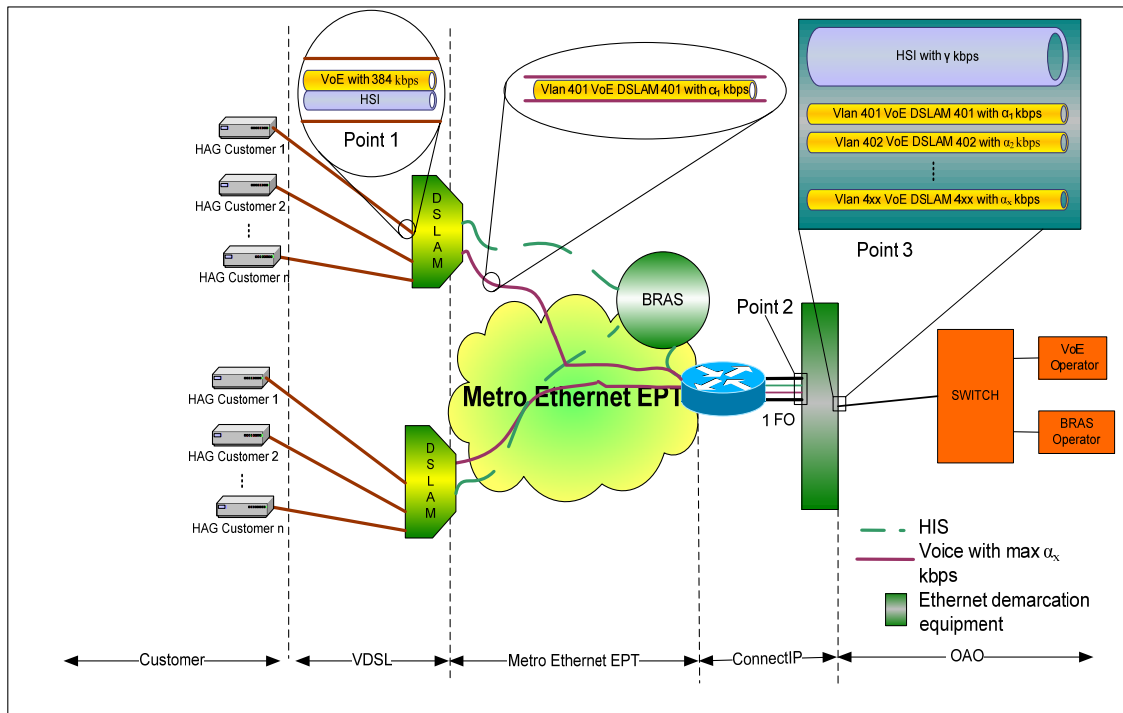 VoE with 384 kbps
HSI
Point 1
Vlan 401 VoE DSLAM 401 with α1 kbps
HSI with γ kbps
Vlan 401 VoE DSLAM 401 with α1 kbps
Vlan 402 VoE DSLAM 402 with α2 kbps
Vlan 4xx VoE DSLAM 4xx with αx kbps
Point 3
HAG Customer 1
HAG Customer 2
HAG Customer n
DSLAM
BRAS
Point 2
Metro Ethernet EPT
1 FO
SWITCH
VoE
Operator
BRAS
Operator
HAG Customer 1
HAG Customer 2
HAG Customer n
DSLAM
HIS
Voice with max αx
kbps
Ethernet demarcation
equipment
Customer
VDSL
Metro Ethernet EPT
ConnectIP
OAO